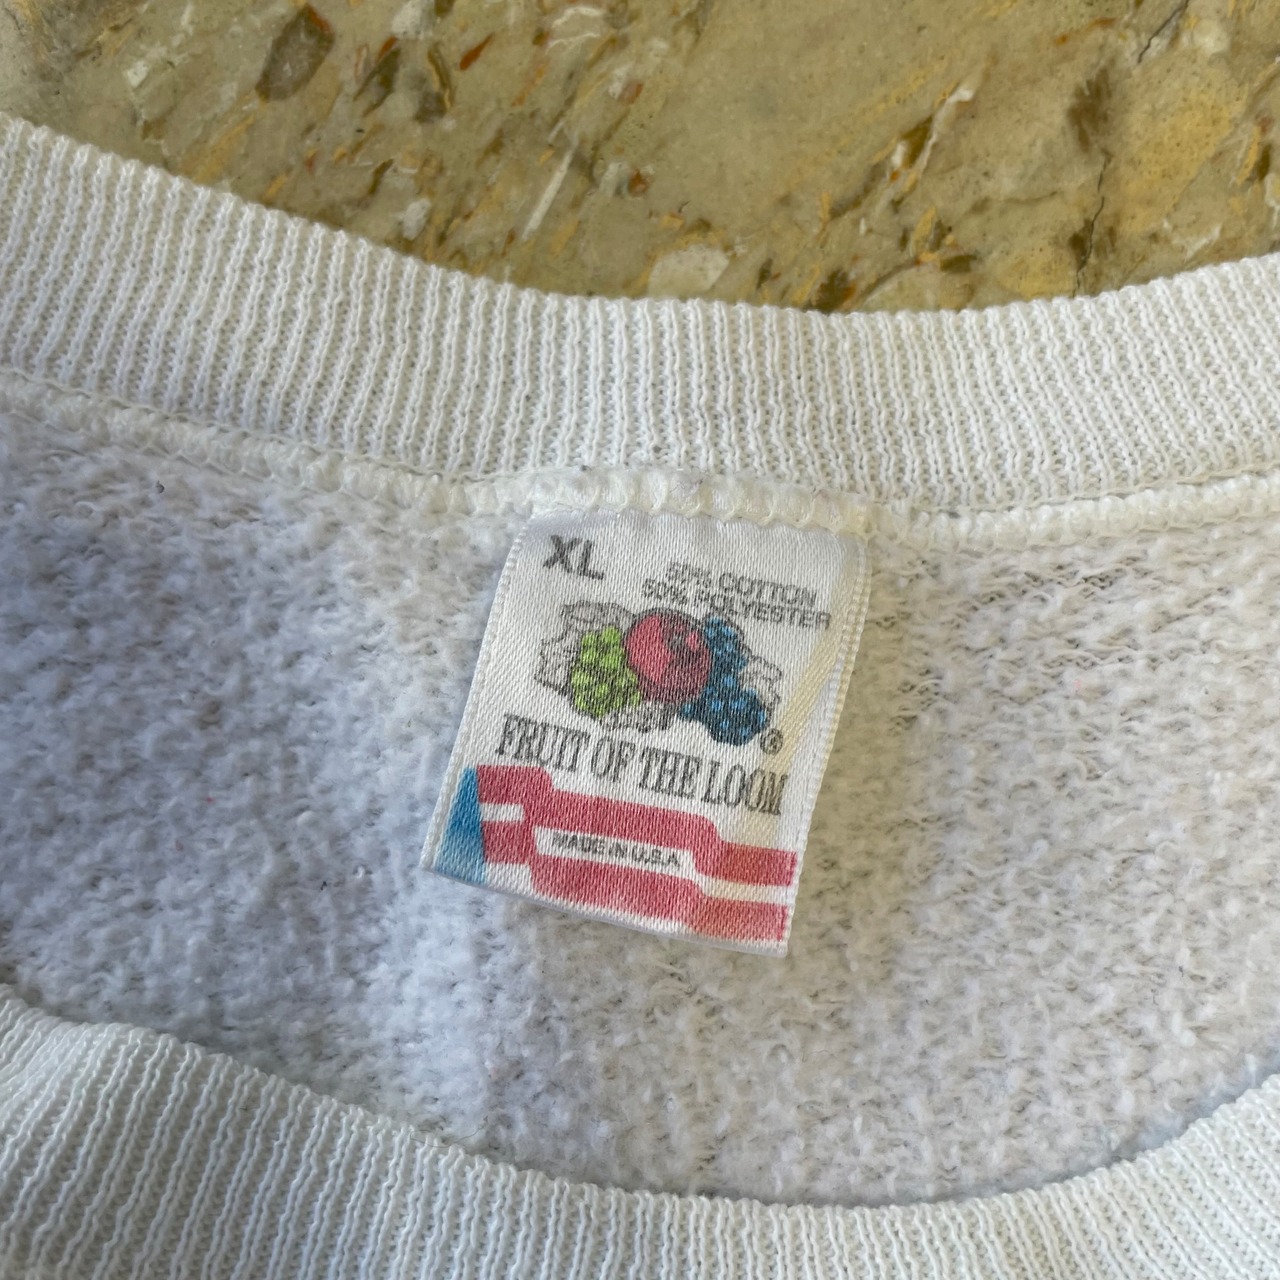 XL
50% COTTON
50% POLYESTER
®
FRUIT OF THE LOOM
MADE IN U.S.A.